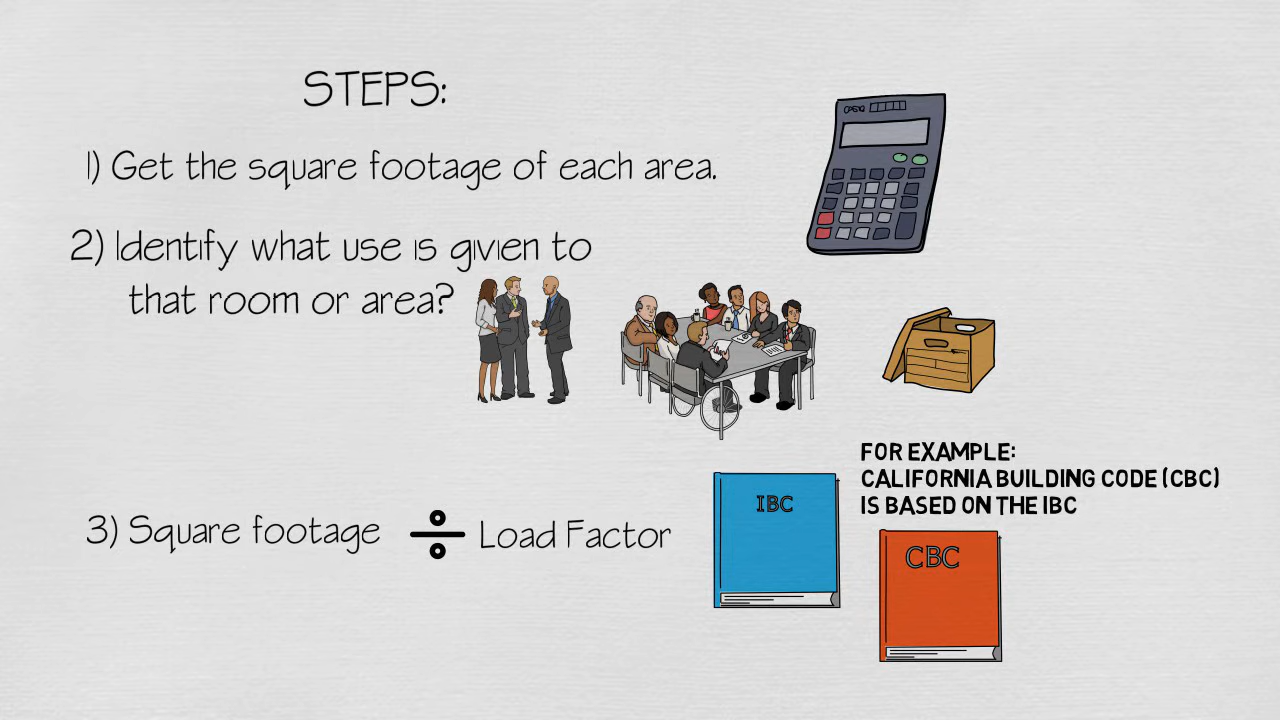 STEPS:
1) Get the square footage of each area.
2) Identify what use is given to
that room or area?
FOR EXAMPLE:
CALIFORNIA BUILDING CODE (CBC)
IS BASED ON THE IBC
3) Square footage ÷ Load Factor
IBC
CBC